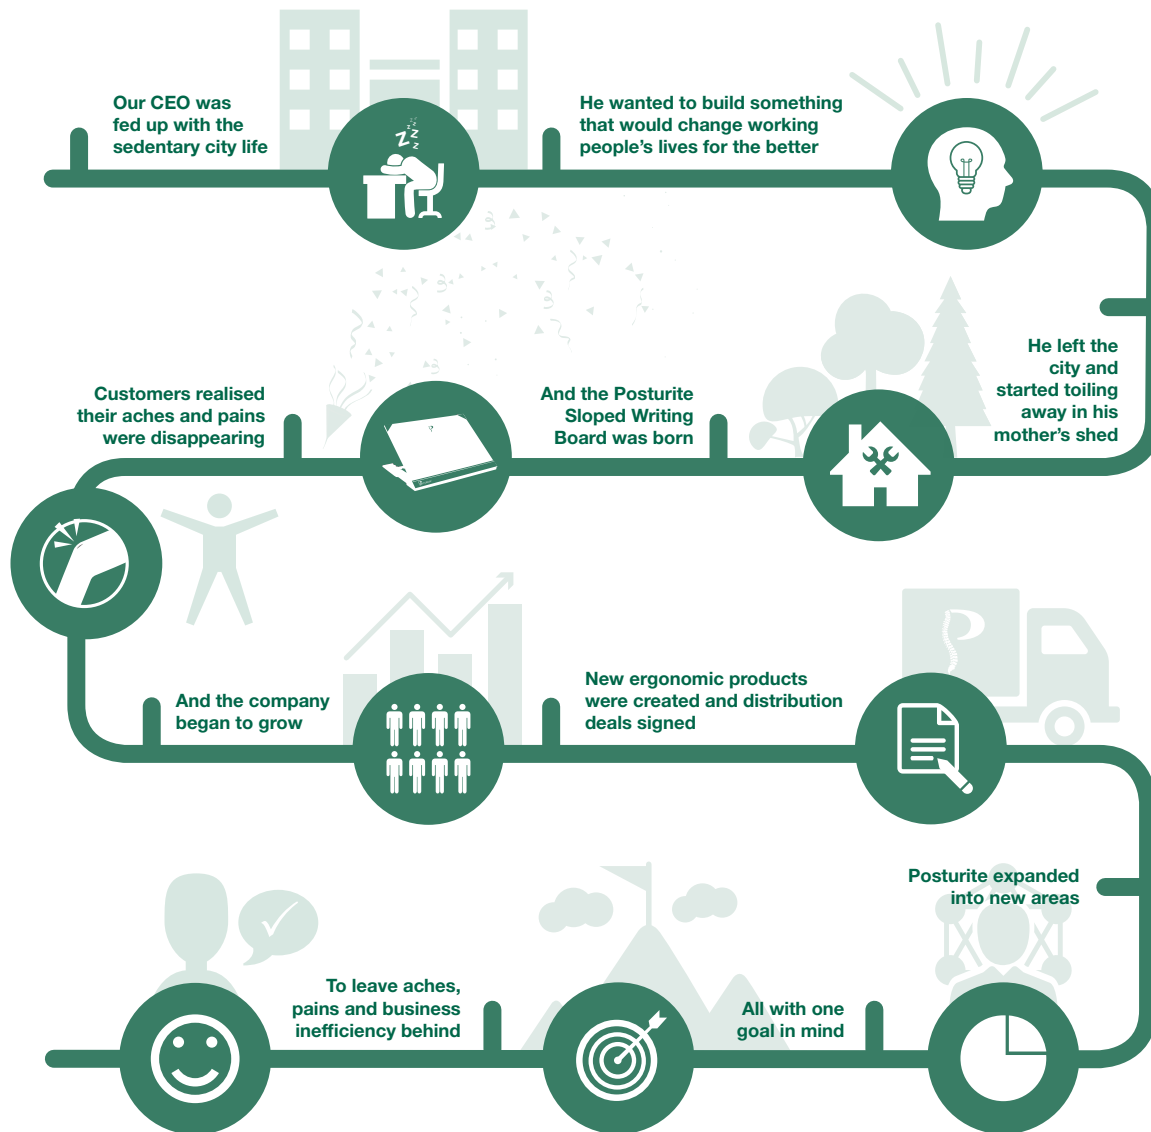 Our CEO was
fed up with the
sedentary city life
He wanted to build something
that would change working
people's lives for the better
He left the
city and
started toiling
away in his
mother's shed
And the Posturite
Sloped Writing
Board was born
Customers realised
their aches and pains
were disappearing
And the company
began to grow
New ergonomic products
were created and distribution
deals signed
Posturite expanded
into new areas
All with one
goal in mind
To leave aches,
pains and business
inefficiency behind